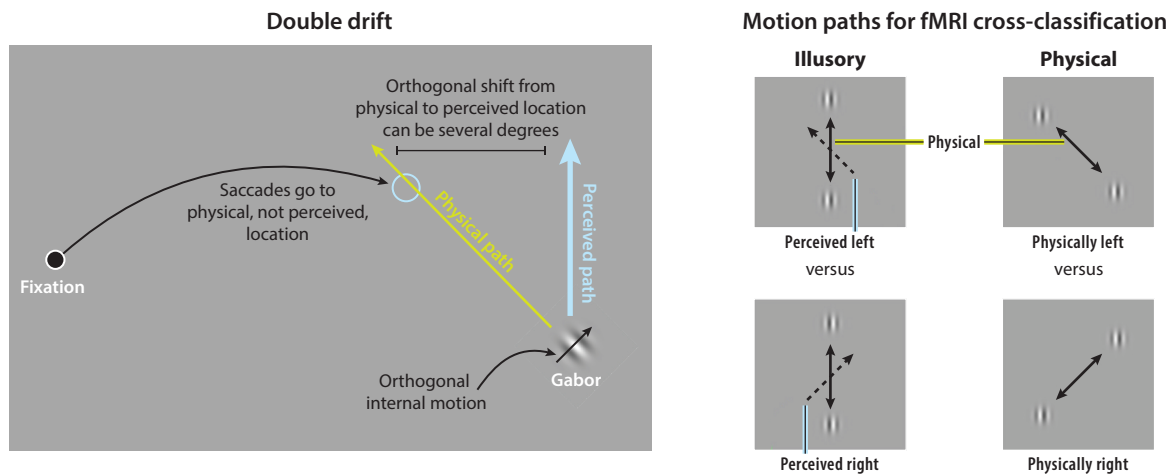 Double drift
Orthogonal shift from
physical to perceived location
can be several degrees
Saccades go to
physical, not perceived,
location
Physical path
Perceived path
Fixation
Orthogonal
internal motion
Gabor
Motion paths for fMRI cross-classification
Illusory
Physical
Physical
Perceived left
Physically left
versus
versus
Perceived right
Physically right